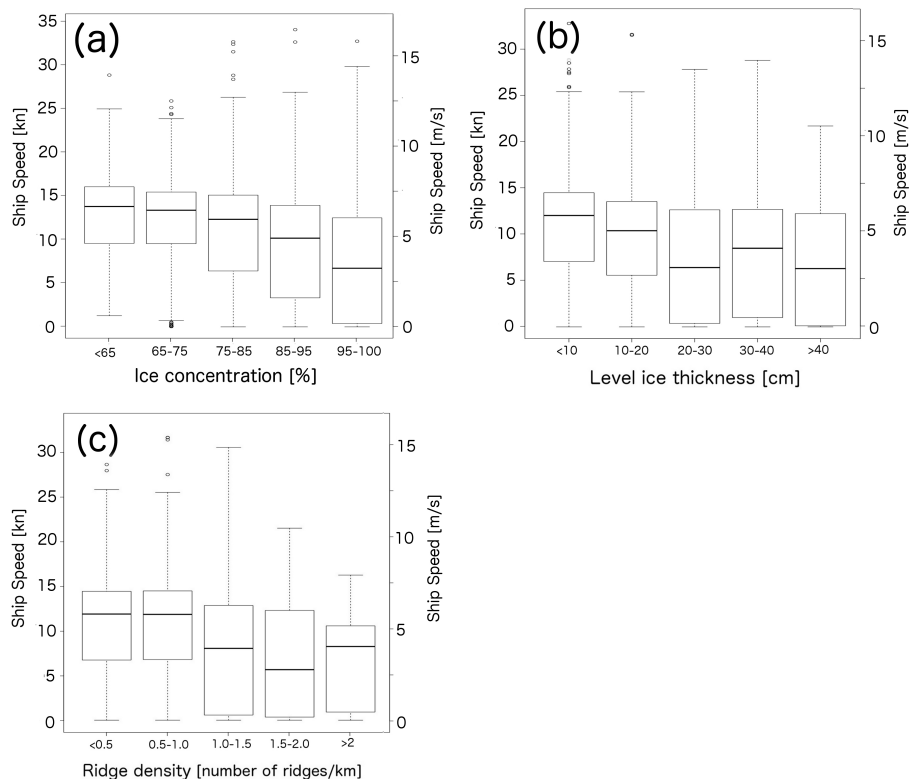 (a)
Ship Speed [kn]
35
30
25
20
15
10
5
0
15
10
5
0
Ship Speed [m/s]
<65 65-75 75-85 85-95 95-100
Ice concentration [%]
(b)
Ship Speed [kn]
30
25
20
15
10
5
0
15
10
5
0
Ship Speed [m/s]
<10 10-20 20-30 30-40 >40
Level ice thickness [cm]
(c)
Ship Speed [kn]
30
25
20
15
10
5
0
15
10
5
0
Ship Speed [m/s]
<0.5 0.5-1.0 1.0-1.5 1.5-2.0 >2
Ridge density [number of ridges/km]